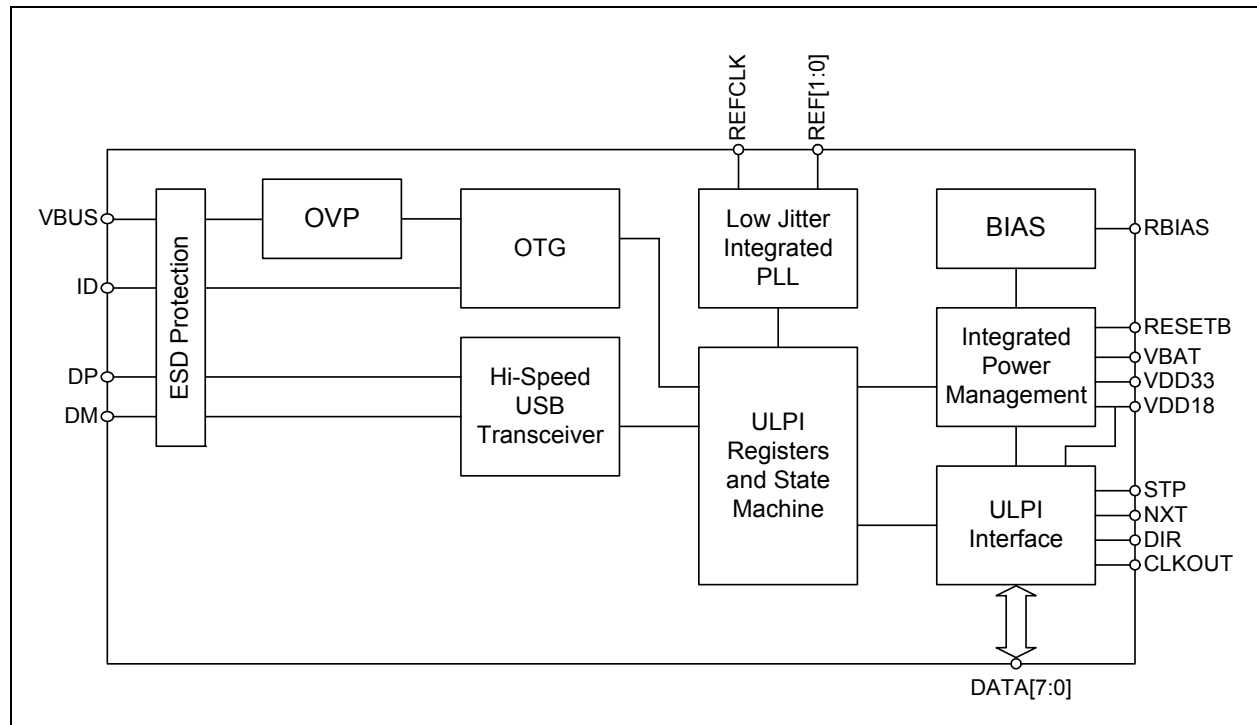 REFCLK
REF[1:0]
VBUS
ID
DP
DM
ESD Protection
OVP
OTG
Hi-Speed
USB
Transceiver
Low Jitter
Integrated
PLL
ULPI
Registers
and State
Machine
BIAS
Integrated
Power
Management
ULPI
Interface
RBIAS
RESETB
VBAT
VDD33
VDD18
STP
NXT
DIR
CLKOUT
DATA[7:0]